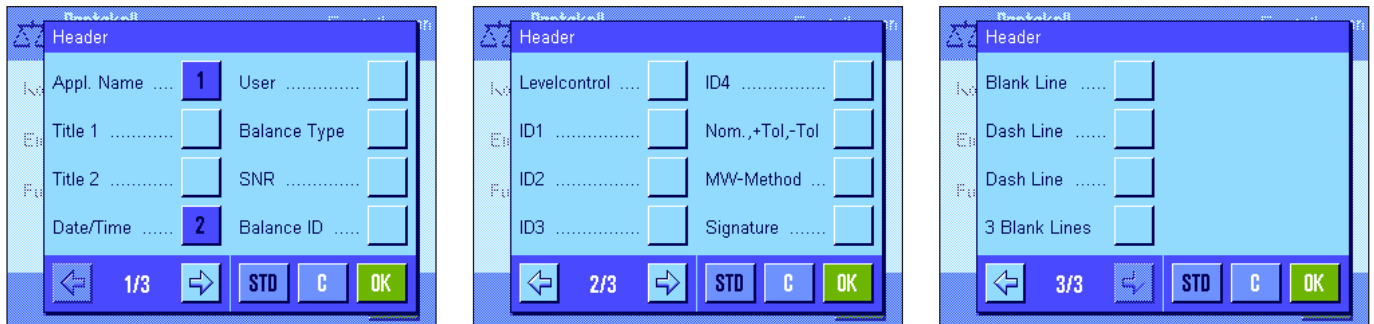 Header
Appl. Name .... 1 User ..............
Title 1 ............ Balance Type
Title 2 ............ SNR ..............
Date/Time ...... 2 Balance ID .....
1/3 STD C OK
Header
Levelcontrol .... ID4 ................
ID1 ................ Nom.,+Tol,-Tol
ID2 ................ MW-Method ...
ID3 ................ Signature .......
2/3 STD C OK
Header
Blank Line .....
Dash Line ......
Dash Line ......
3 Blank Lines
3/3 STD C OK